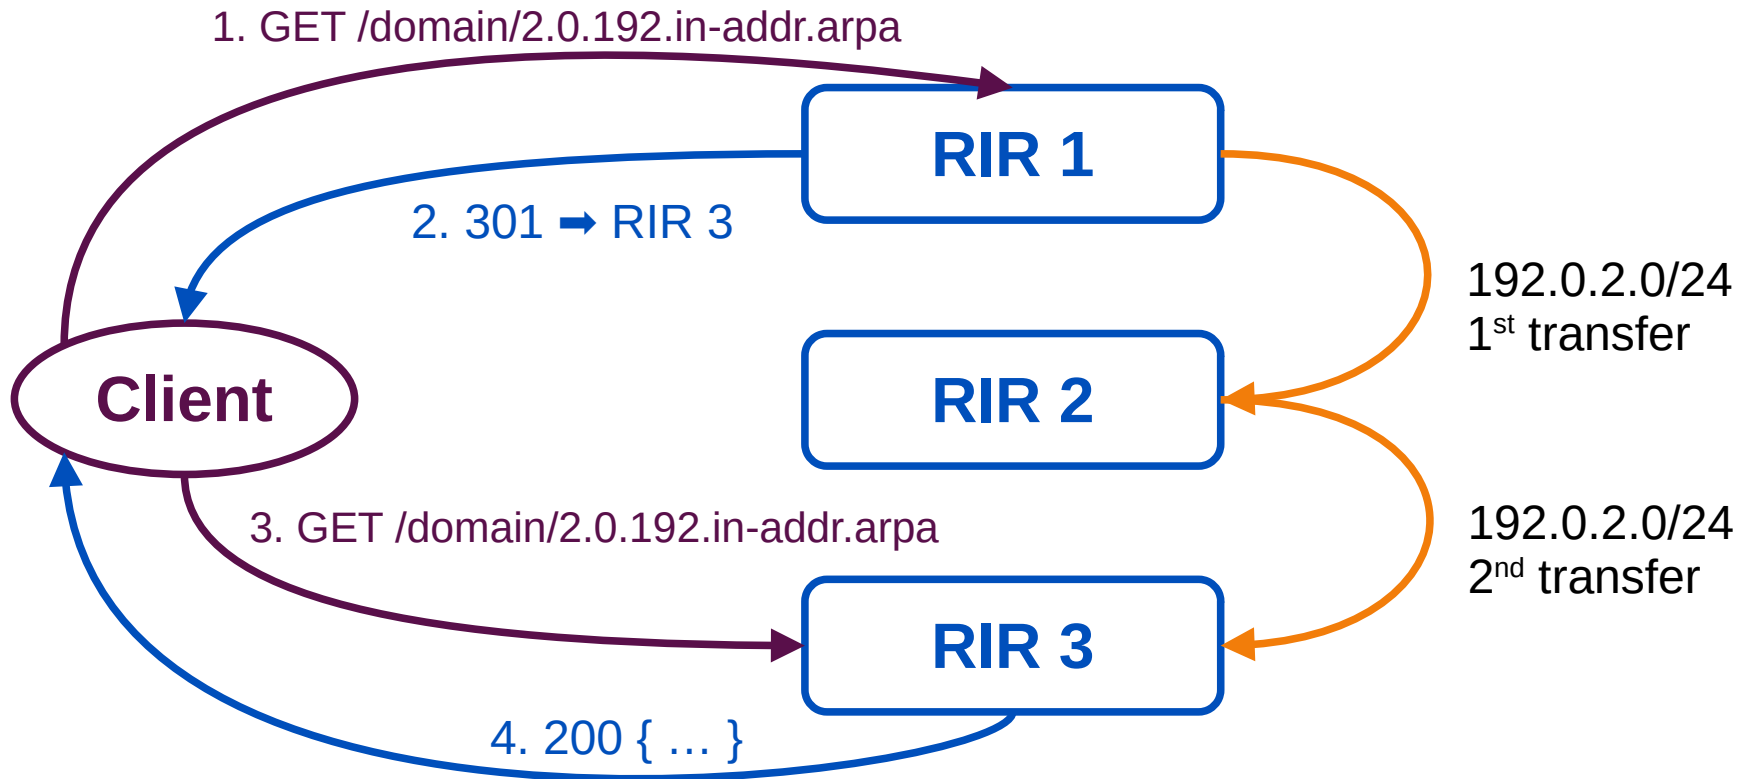 1. GET /domain/2.0.192.in-addr.arpa
RIR 1
2. 301 ➡ RIR 3
192.0.2.0/24
1st transfer
Client
RIR 2
3. GET /domain/2.0.192.in-addr.arpa
192.0.2.0/24
2nd transfer
RIR 3
4. 200 { … }